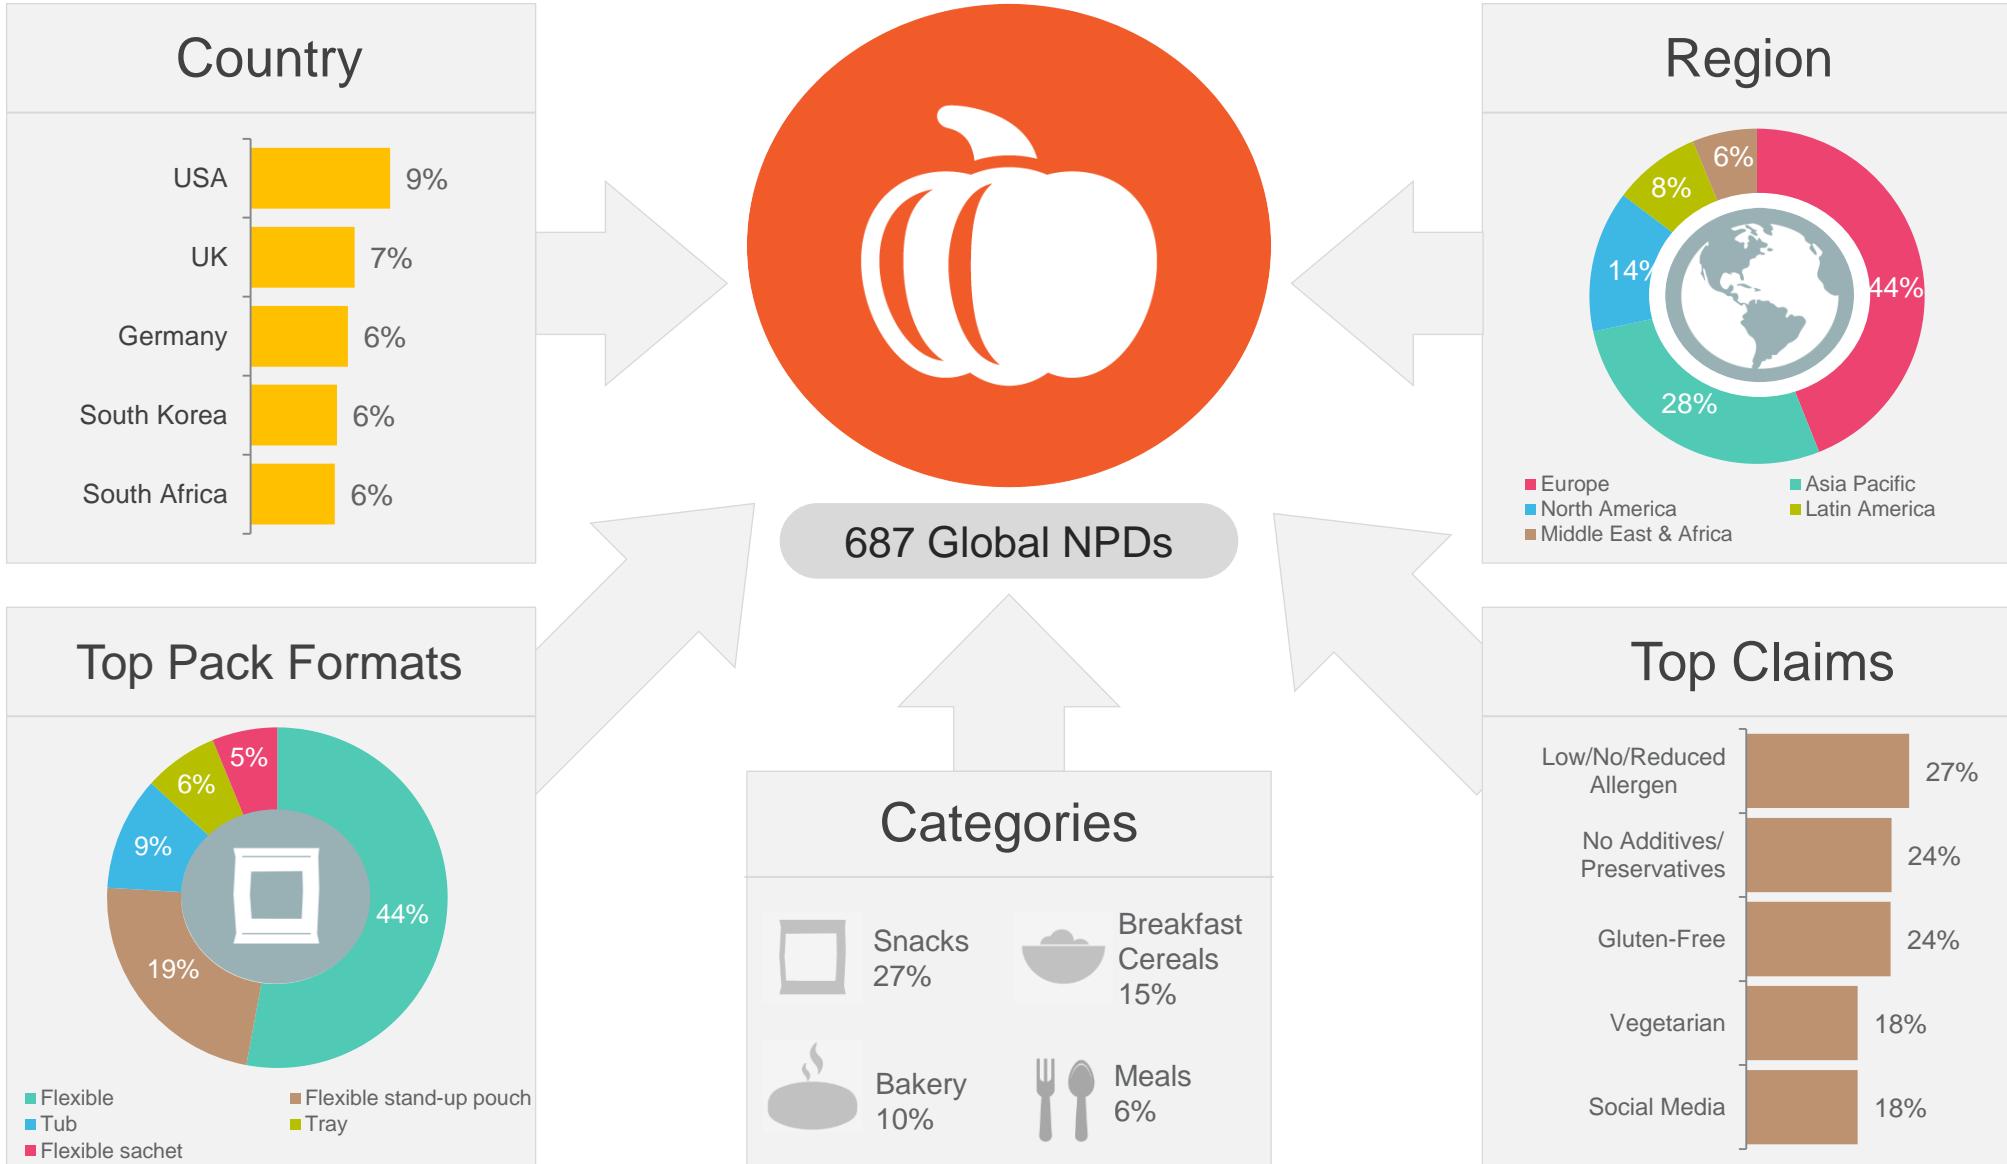 Country
USA
9%
UK
7%
Germany
6%
South Korea
6%
South Africa
6%
687 Global NPDs
Region
6%
8%
14%
44%
28%
Europe
Asia Pacific
North America
Latin America
Middle East & Africa
Top Pack Formats
5%
6%
9%
44%
19%
Flexible
Flexible stand-up pouch
Tub
Tray
Flexible sachet
Categories
Snacks
27%
Breakfast
Cereals
15%
Bakery
10%
Meals
6%
Top Claims
Low/No/Reduced
Allergen
27%
No Additives/
Preservatives
24%
Gluten-Free
24%
Vegetarian
18%
Social Media
18%